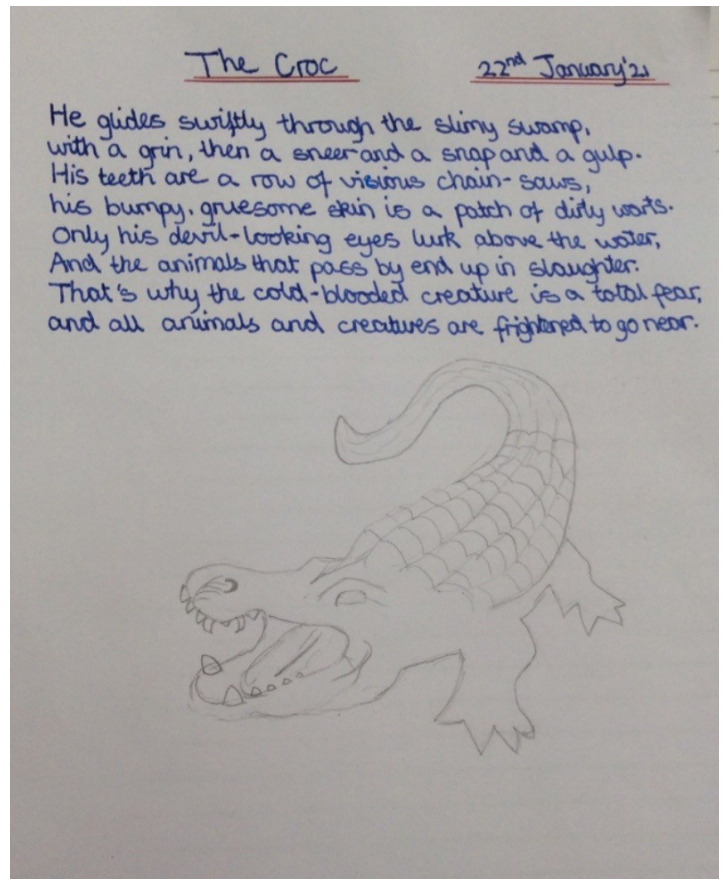 The Croc
22nd January'21
He glides swiftly through the slimy swamp,
with a grin, then a sneer and a snap and a gulp.
His teeth are a row of visious chain-saws,
his bumpy, gruesome skin is a patch of dirty warts.
Only his devil-looking eyes lurk above the water,
And the animals that pass by end up in slaughter.
That's why the cold-blooded creature is a total fear,
and all animals and creatures are frightened to go near.